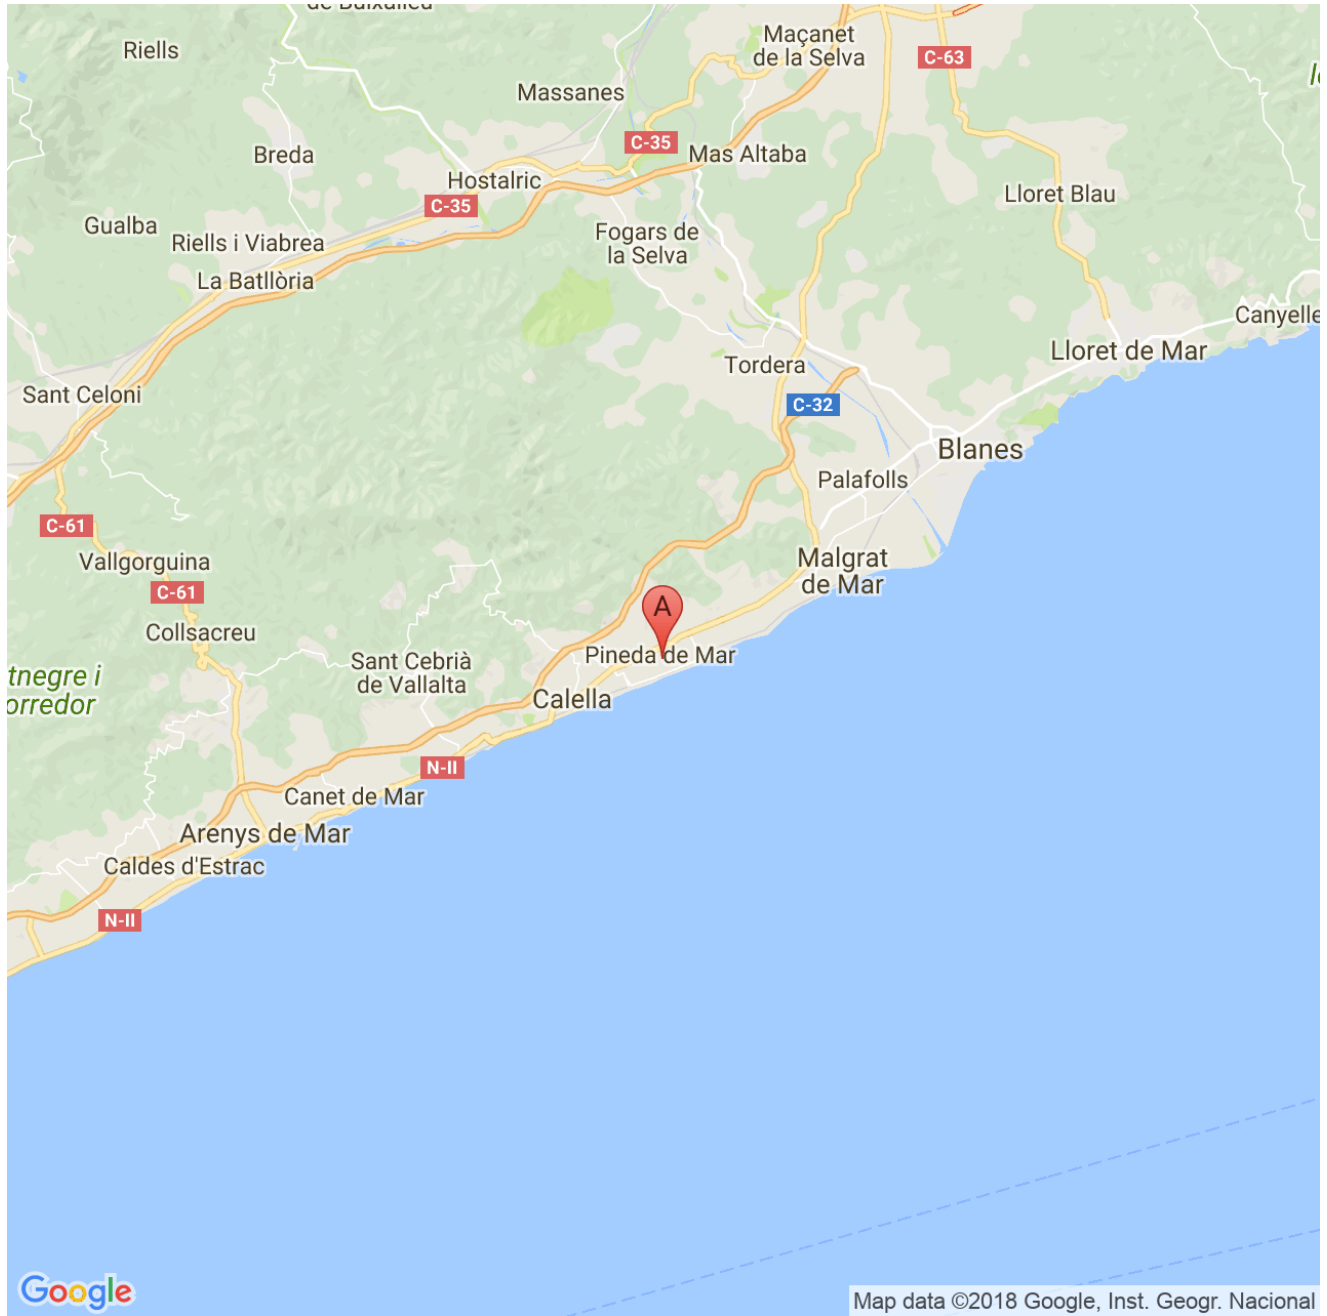 de Buixalleu
Riells
Maçanet
de la Selva
C-63
Massanes
C-35
Mas Altaba
Breda
Hostalric
C-35
Lloret Blau
Gualba
Riells i Viabrea
Fogars de
la Selva
La Batllòria
Canyelle
Lloret de Mar
Tordera
Sant Celoni
C-32
Blanes
Palafolls
C-61
Vallgorguina
Malgrat
de Mar
C-61
A
Collsacreu
Pineda de Mar
Sant Cebrià
de Vallalta
tnegre i
orredor
Calella
N-II
Canet de Mar
Arenys de Mar
Caldes d'Estrac
N-II
Google
Map data ©2018 Google, Inst. Geogr. Nacional